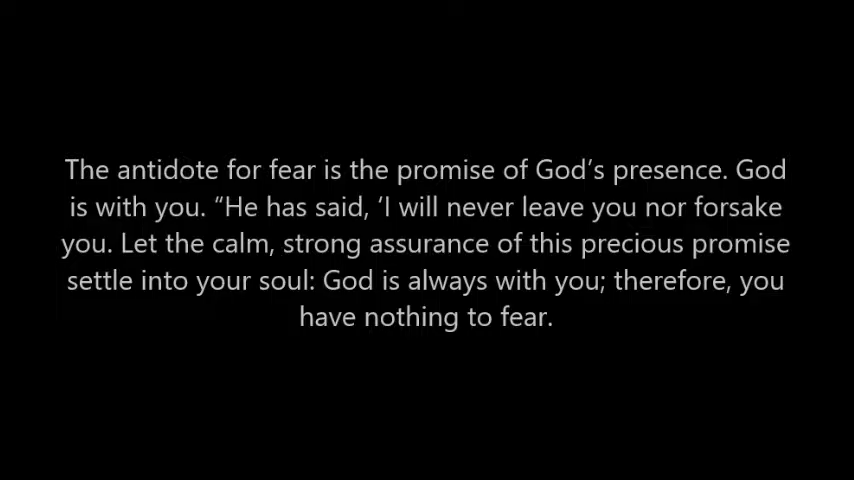 The antidote for fear is the promise of God’s presence. God
is with you. “He has said, ‘I will never leave you nor forsake
you. Let the calm, strong assurance of this precious promise
settle into your soul: God is always with you; therefore, you
have nothing to fear.